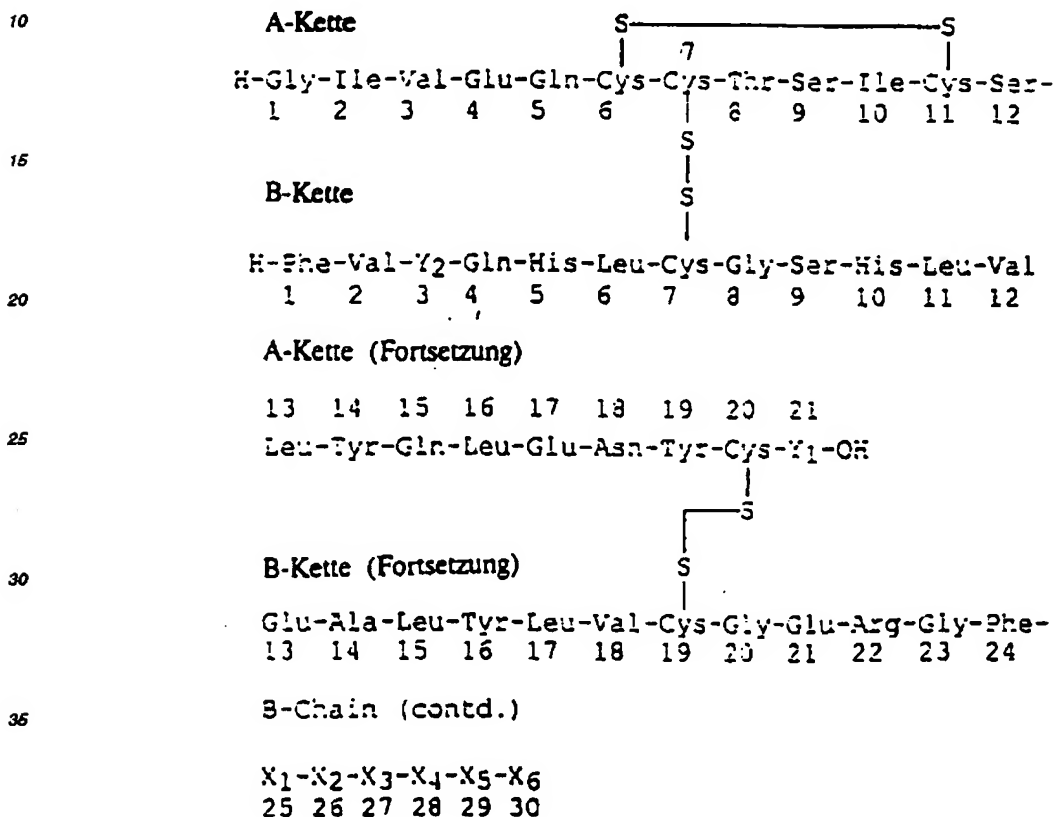 10 A-Kette S S
7
H-Gly-Ile-Val-Glu-Gln-Cys-Cys-Thr-Ser-Ile-Cys-Ser-
1 2 3 4 5 6 8 9 10 11 12
S
15
S
B-Kette
H-Phe-Val-Y2-Gln-His-Leu-Cys-Gly-Ser-His-Leu-Val
1 2 3 4 5 6 7 8 9 10 11 12
20
A-Kette (Fortsetzung)
13 14 15 16 17 18 19 20 21
25 Leu-Tyr-Gln-Leu-Glu-Asn-Tyr-Cys-Y1-OH
S
S
30 B-Kette (Fortsetzung)
Glu-Ala-Leu-Tyr-Leu-Val-Cys-Gly-Glu-Arg-Gly-Phe-
13 14 15 16 17 18 19 20 21 22 23 24
35 B-Chain (contd.)
X1-X2-X3-X4-X5-X6
25 26 27 28 29 30